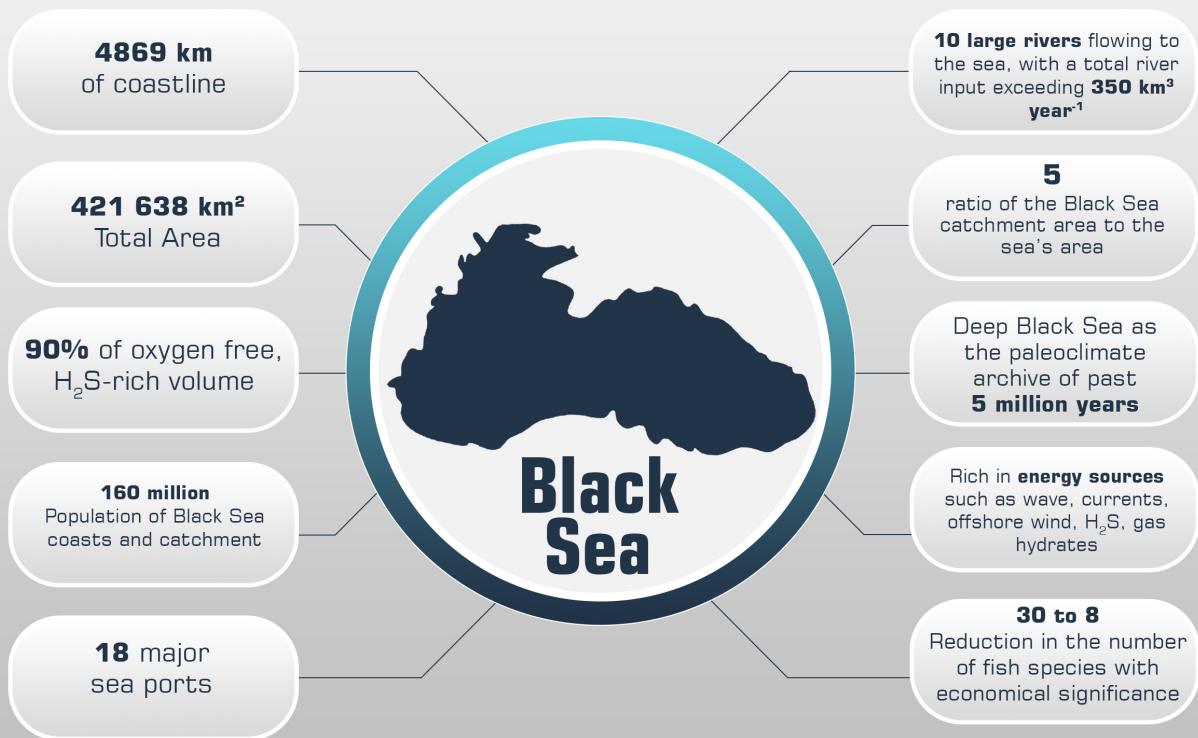 4869 km
of coastline
421 638 km²
Total Area
90% of oxygen free,
H₂S-rich volume
160 million
Population of Black Sea
coasts and catchment
18 major
sea ports
Black
Sea
10 large rivers flowing to
the sea, with a total river
input exceeding 350 km³
year⁻¹
5
ratio of the Black Sea
catchment area to the
sea's area
Deep Black Sea as
the paleoclimate
archive of past
5 million years
Rich in energy sources
such as wave, currents,
offshore wind, H₂S, gas
hydrates
30 to 8
Reduction in the number
of fish species with
economical significance